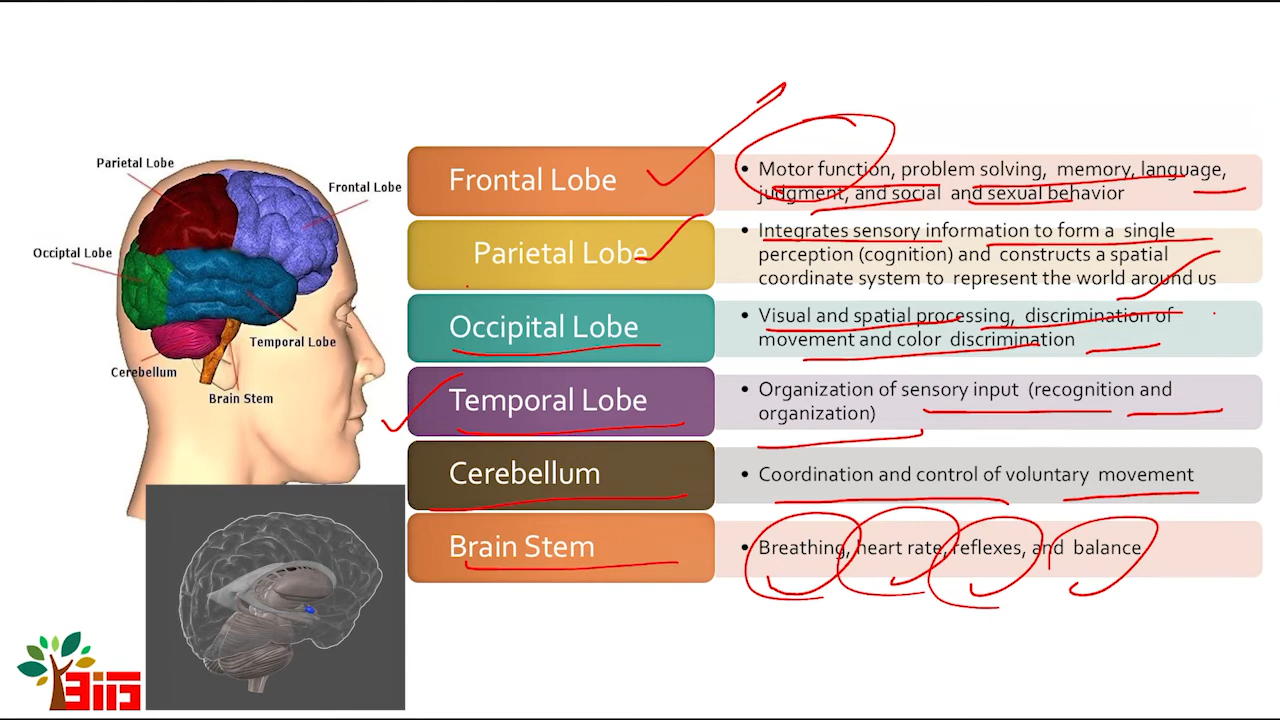 Parietal Lobe
Frontal Lobe
Occiptal Lobe
Temporal Lobe
Cerebellum
Brain Stem
Frontal Lobe
• Motor function, problem solving, memory, language,
judgment, and social and sexual behavior
Parietal Lobe
• Integrates sensory information to form a single
perception (cognition) and constructs a spatial
coordinate system to represent the world around us
Occipital Lobe
• Visual and spatial processing, discrimination of
movement and color discrimination
Temporal Lobe
• Organization of sensory input (recognition and
organization)
Cerebellum
• Coordination and control of voluntary movement
Brain Stem
• Breathing, heart rate, reflexes, and balance